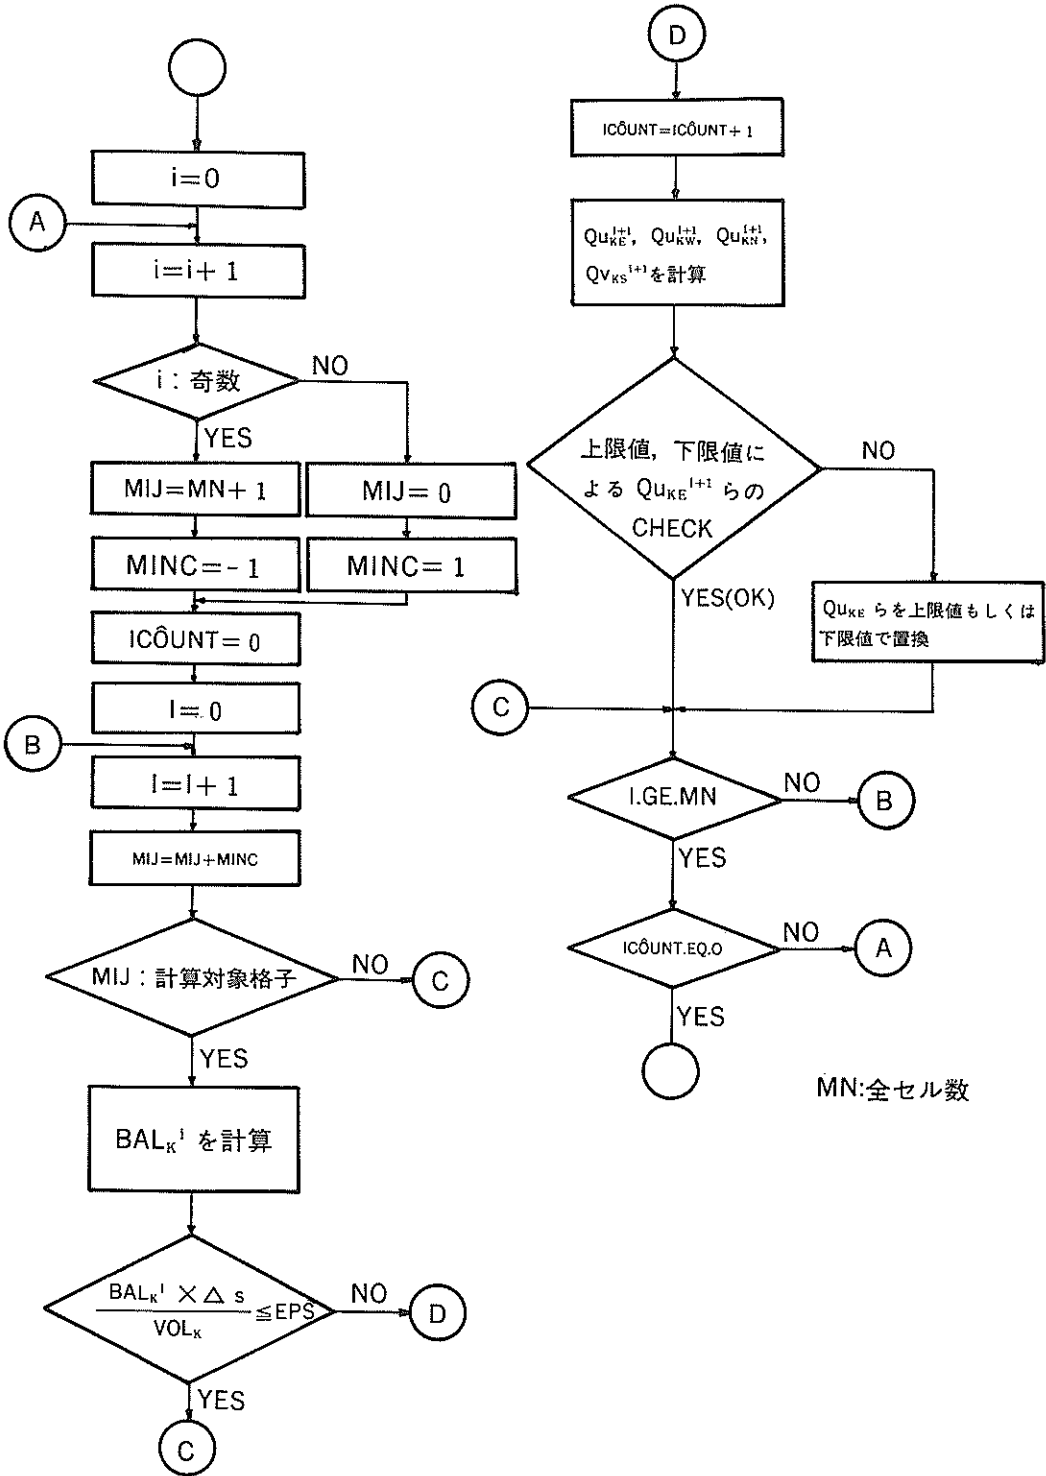 i=0
A
i=i+1
i：奇数
NO
YES
MIJ=MN+1
MIJ=0
MINC=-1
MINC=1
ICÔUNT=0
I=0
B
I=I+1
MIJ=MIJ+MINC
MIJ：計算対象格子
NO
C
YES
BAL_K^i を計算
BAL_K^i × △ s
VOL_K
≦EPS
NO
D
YES
C
D
ICÔUNT=ICÔUNT+1
Qu_KE^i+1, Qu_KW^i+1, Qu_KN^i+1,
Qv_KS^i+1を計算
上限値，下限値に
よる Qu_KE^i+1 らの
CHECK
NO
YES(OK)
Qu_KE らを上限値もしくは
下限値で置換
C
I.GE.MN
NO
B
YES
ICÔUNT.EQ.O
NO
A
YES
MN:全セル数